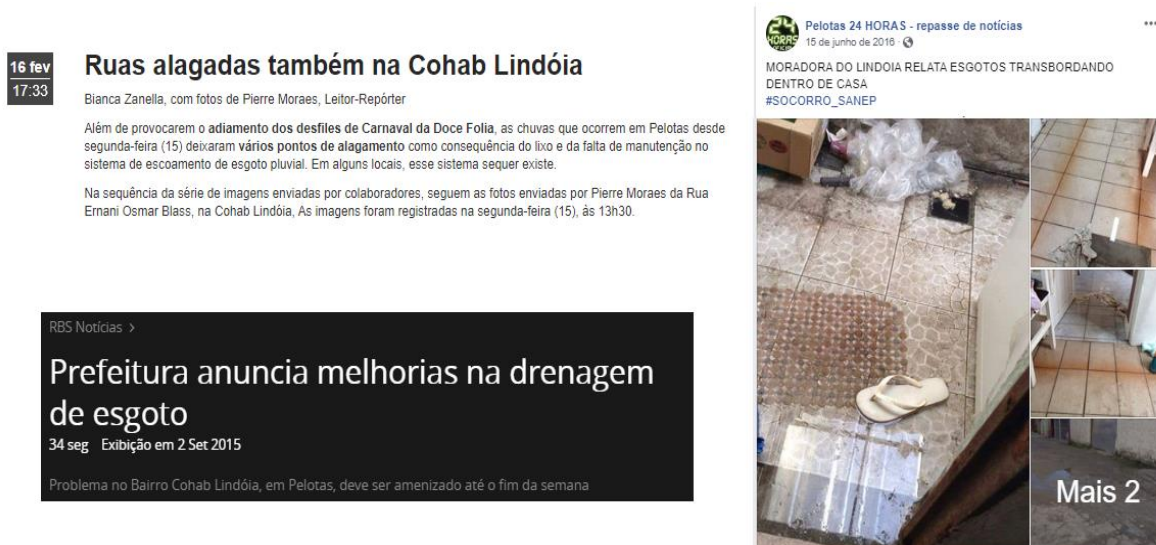 16 fev
17:33
Ruas alagadas também na Cohab Lindóia
Bianca Zanella, com fotos de Pierre Moraes, Leitor-Repórter
Além de provocarem o adiamento dos desfiles de Carnaval da Doce Folia, as chuvas que ocorrem em Pelotas desde
segunda-feira (15) deixaram vários pontos de alagamento como consequência do lixo e da falta de manutenção no
sistema de escoamento de esgoto pluvial. Em alguns locais, esse sistema sequer existe.
Na sequência da série de imagens enviadas por colaboradores, seguem as fotos enviadas por Pierre Moraes da Rua
Ernani Osmar Blass, na Cohab Lindóia, As imagens foram registradas na segunda-feira (15), às 13h30.
RBS Notícias >
Prefeitura anuncia melhorias na drenagem
de esgoto
34 seg Exibição em 2 Set 2015
Problema no Bairro Cohab Lindóia, em Pelotas, deve ser amenizado até o fim da semana
24
HORAS
Pelotas 24 HORAS - repasse de notícias
15 de junho de 2016 ·
MORADORA DO LINDOIA RELATA ESGOTOS TRANSBORDANDO
DENTRO DE CASA
#SOCORRO_SANEP
Mais 2